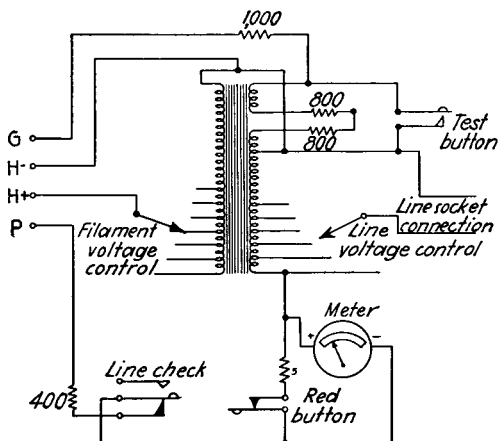 1,000
800
800
G
H-
H+
P
Test
button
Filament
voltage
control
Line socket
connection
Line
voltage control
Meter
+ -
Line check
400
5
Red
button